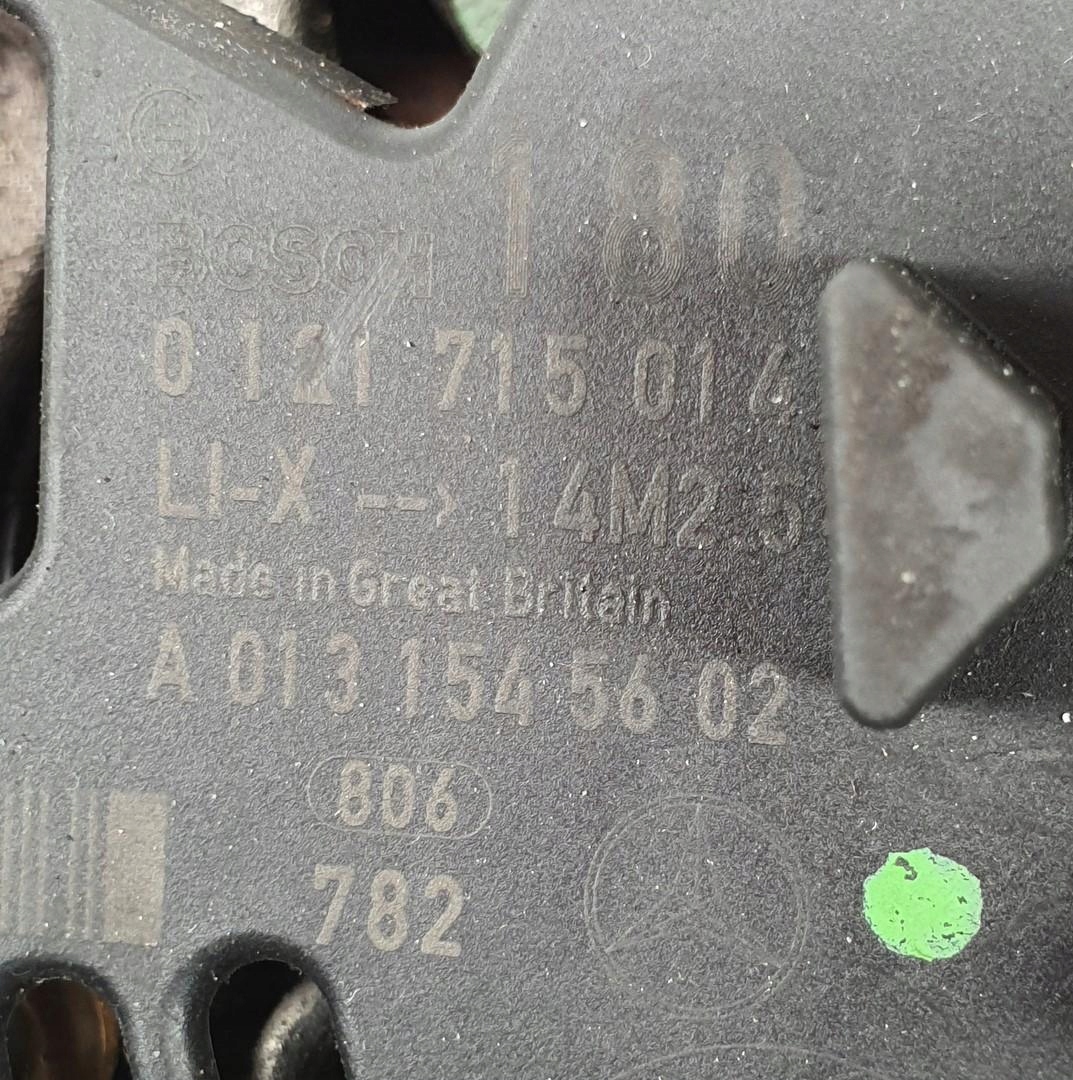 BOSCH 180
0 121 715 014
LI-X --> 14M2.5
Made in Great Britain
A 013 154 56 02
806
782